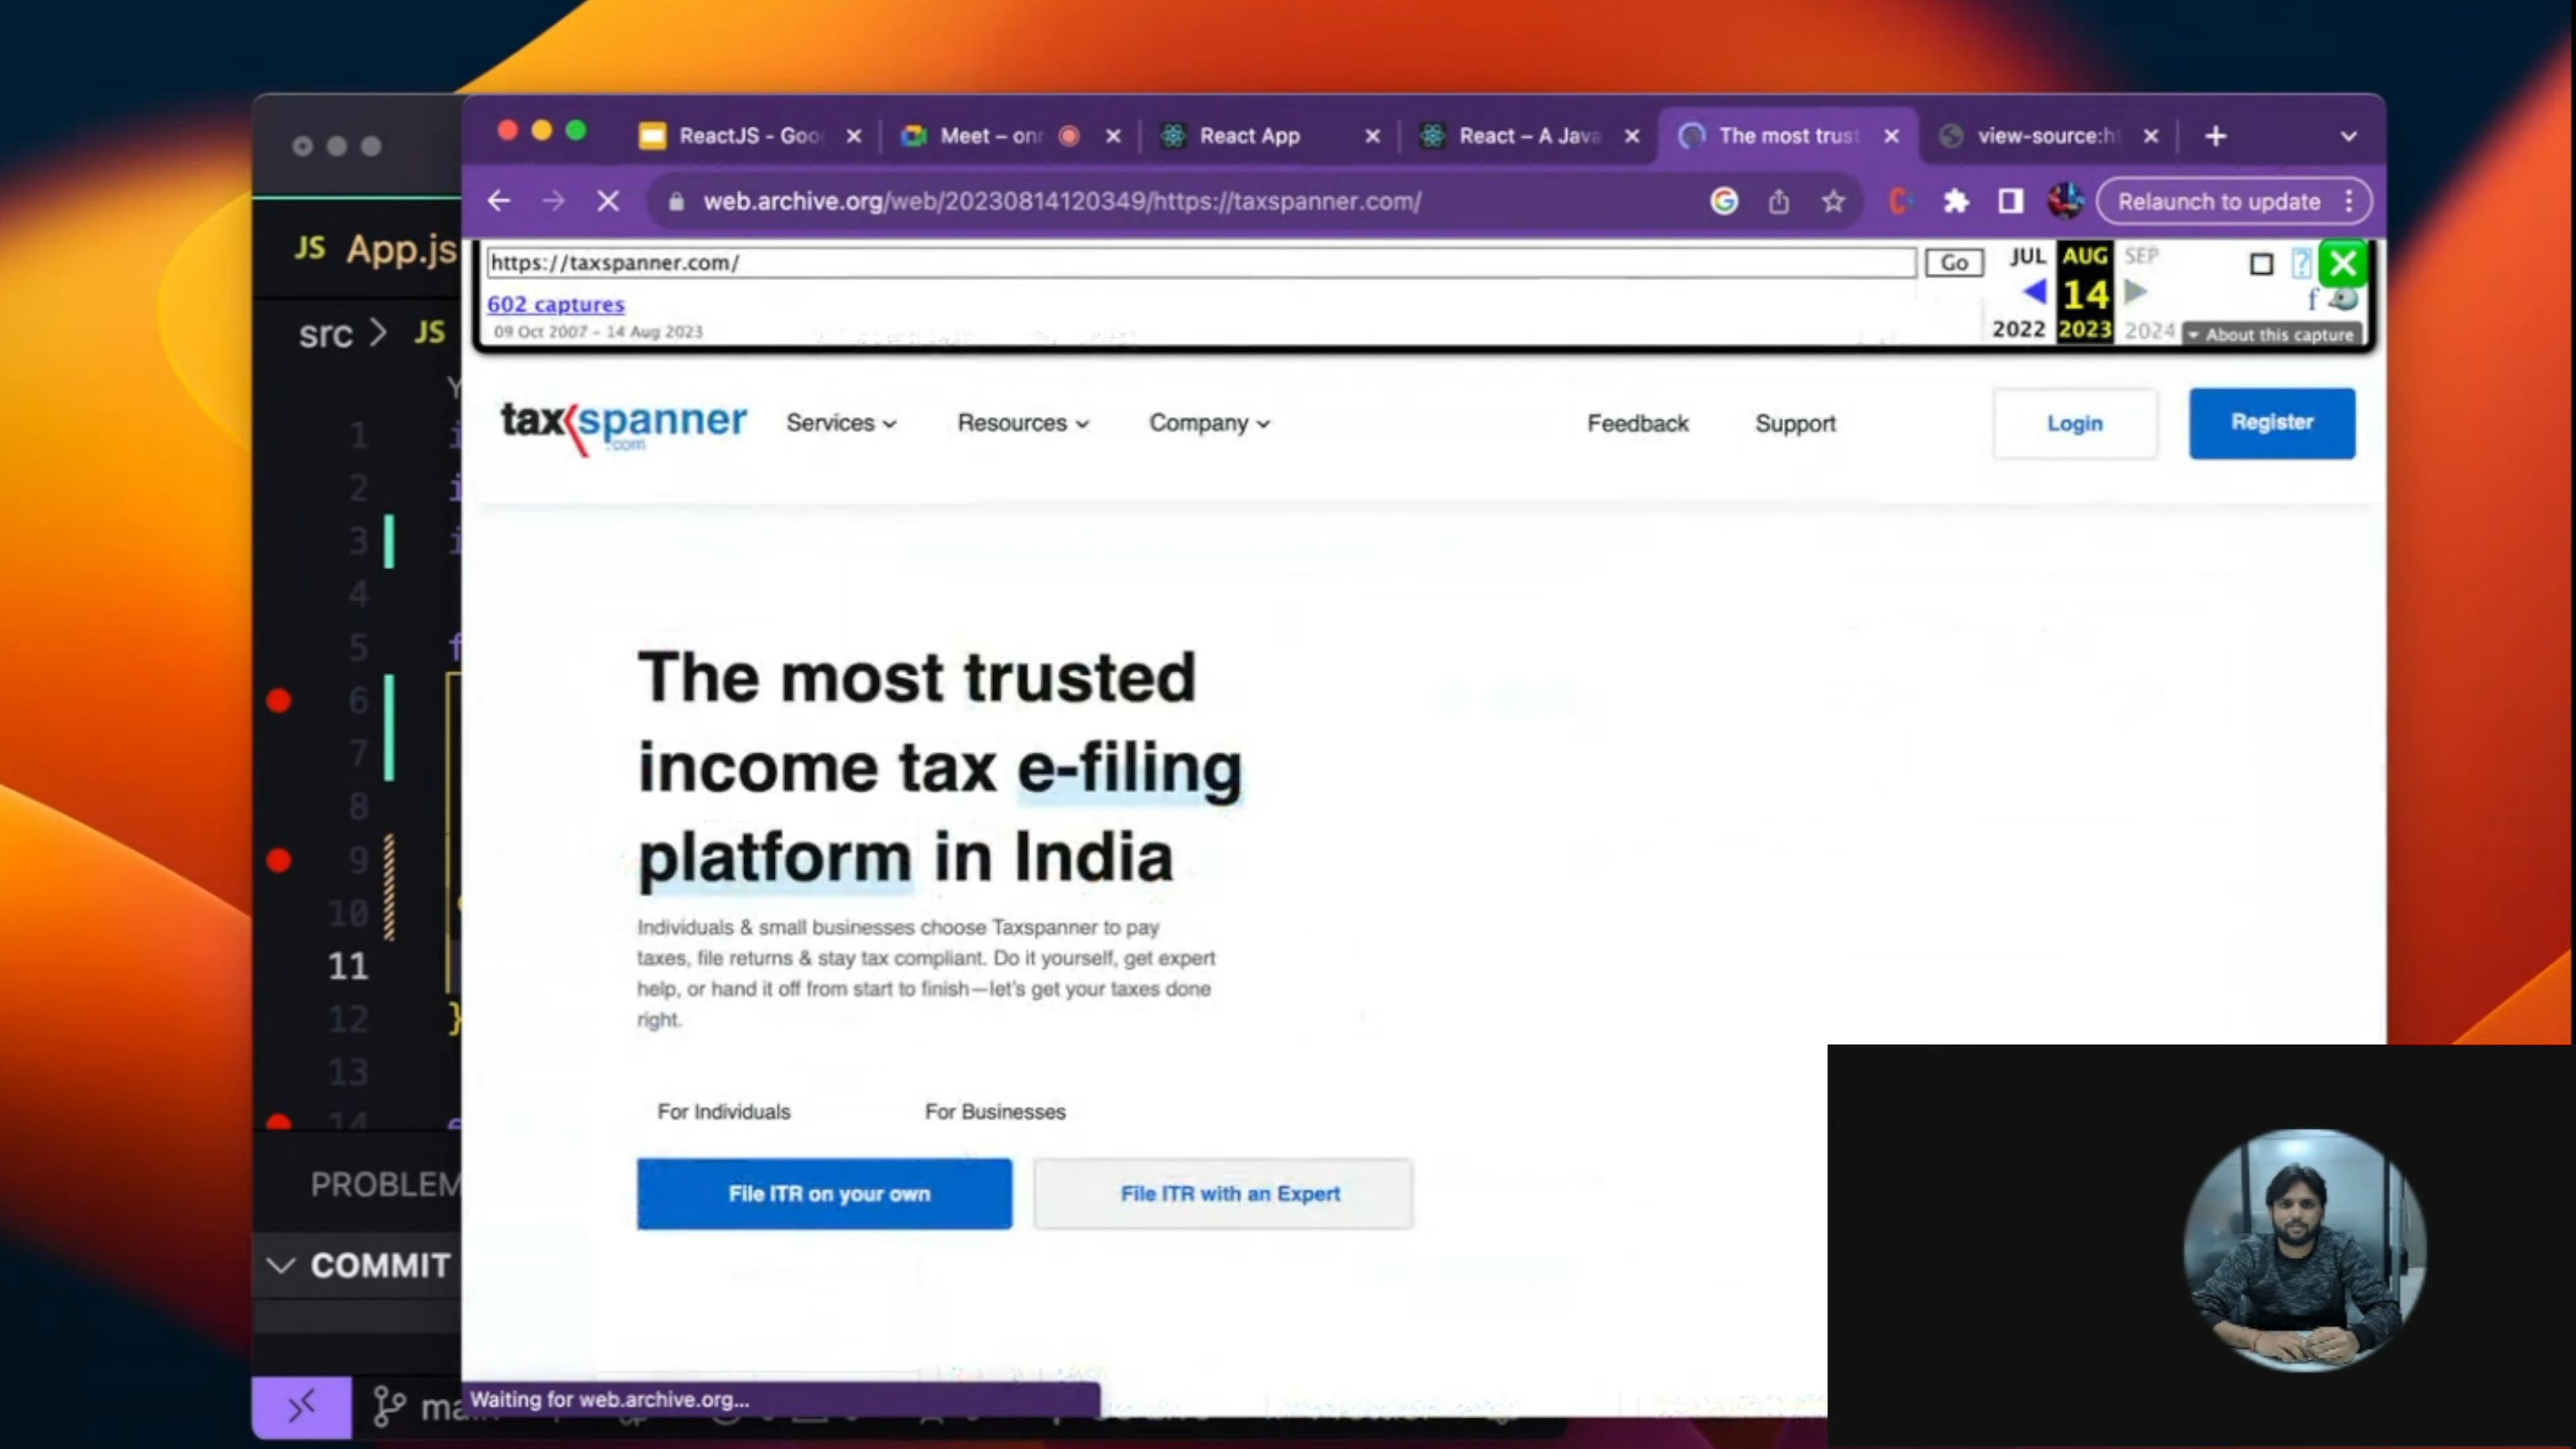 ReactJS - Goo
Meet – onr
React App
React – A Java
The most trust
view-source:ht
web.archive.org/web/20230814120349/https://taxspanner.com/
Relaunch to update
JS App.js
src > JS
1
2
3
4
5
6
7
8
9
10
11
12 }
13
14
PROBLEM
COMMIT
https://taxspanner.com/
Go
JUL AUG SEP
602 captures
14
09 Oct 2007 – 14 Aug 2023
2022 2023 2024
About this capture
taxspanner
.com
Services
Resources
Company
Feedback
Support
Login
Register
The most trusted
income tax e-filing
platform in India
Individuals & small businesses choose Taxspanner to pay
taxes, file returns & stay tax compliant. Do it yourself, get expert
help, or hand it off from start to finish—let's get your taxes done
right.
For Individuals
For Businesses
File ITR on your own
File ITR with an Expert
Waiting for web.archive.org...